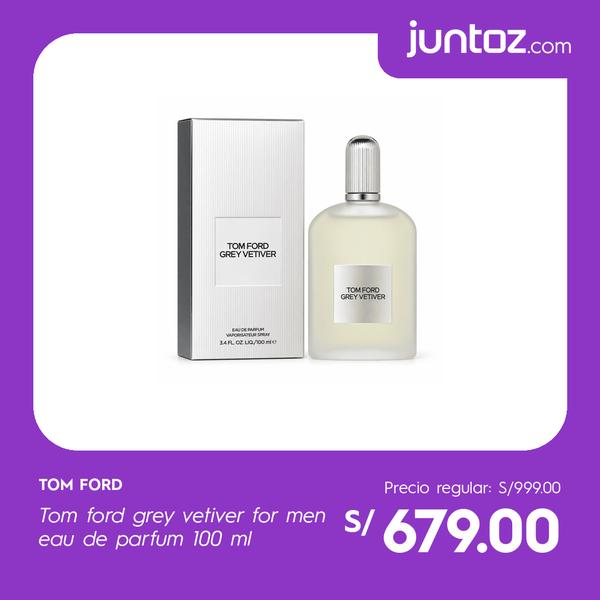 juntoz.com
TOM FORD
GREY VETIVER
EAU DE PARFUM
VAPORISATEUR SPRAY
3.4 FL. OZ. LIQ./100 ml ℮
TOM FORD
GREY VETIVER
TOM FORD
Tom ford grey vetiver for men
eau de parfum 100 ml
Precio regular: S/999.00
S/ 679.00